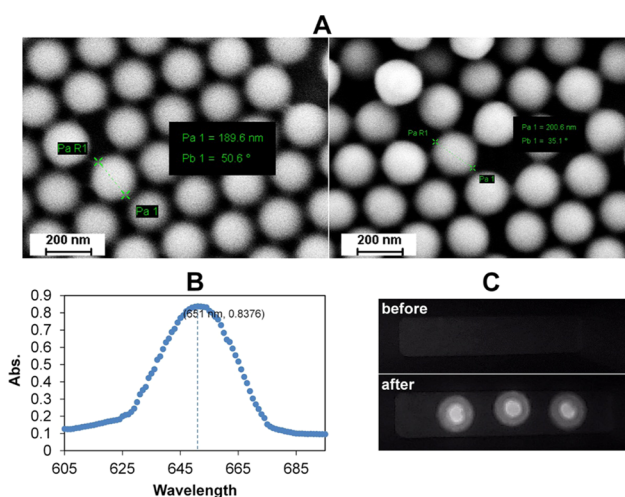 A
Pa R1
Pa 1 = 189.6 nm
Pb 1 = 50.6 °
Pa 1
200 nm
Pa R1
Pa 1 = 200.6 nm
Pb 1 = 35.1 °
Pa 1
200 nm
B
0.9
0.8
0.7
0.6
0.5
0.4
0.3
0.2
0.1
0
(651 nm, 0.8376)
Abs.
605
625
645
665
685
Wavelength
C
before
after